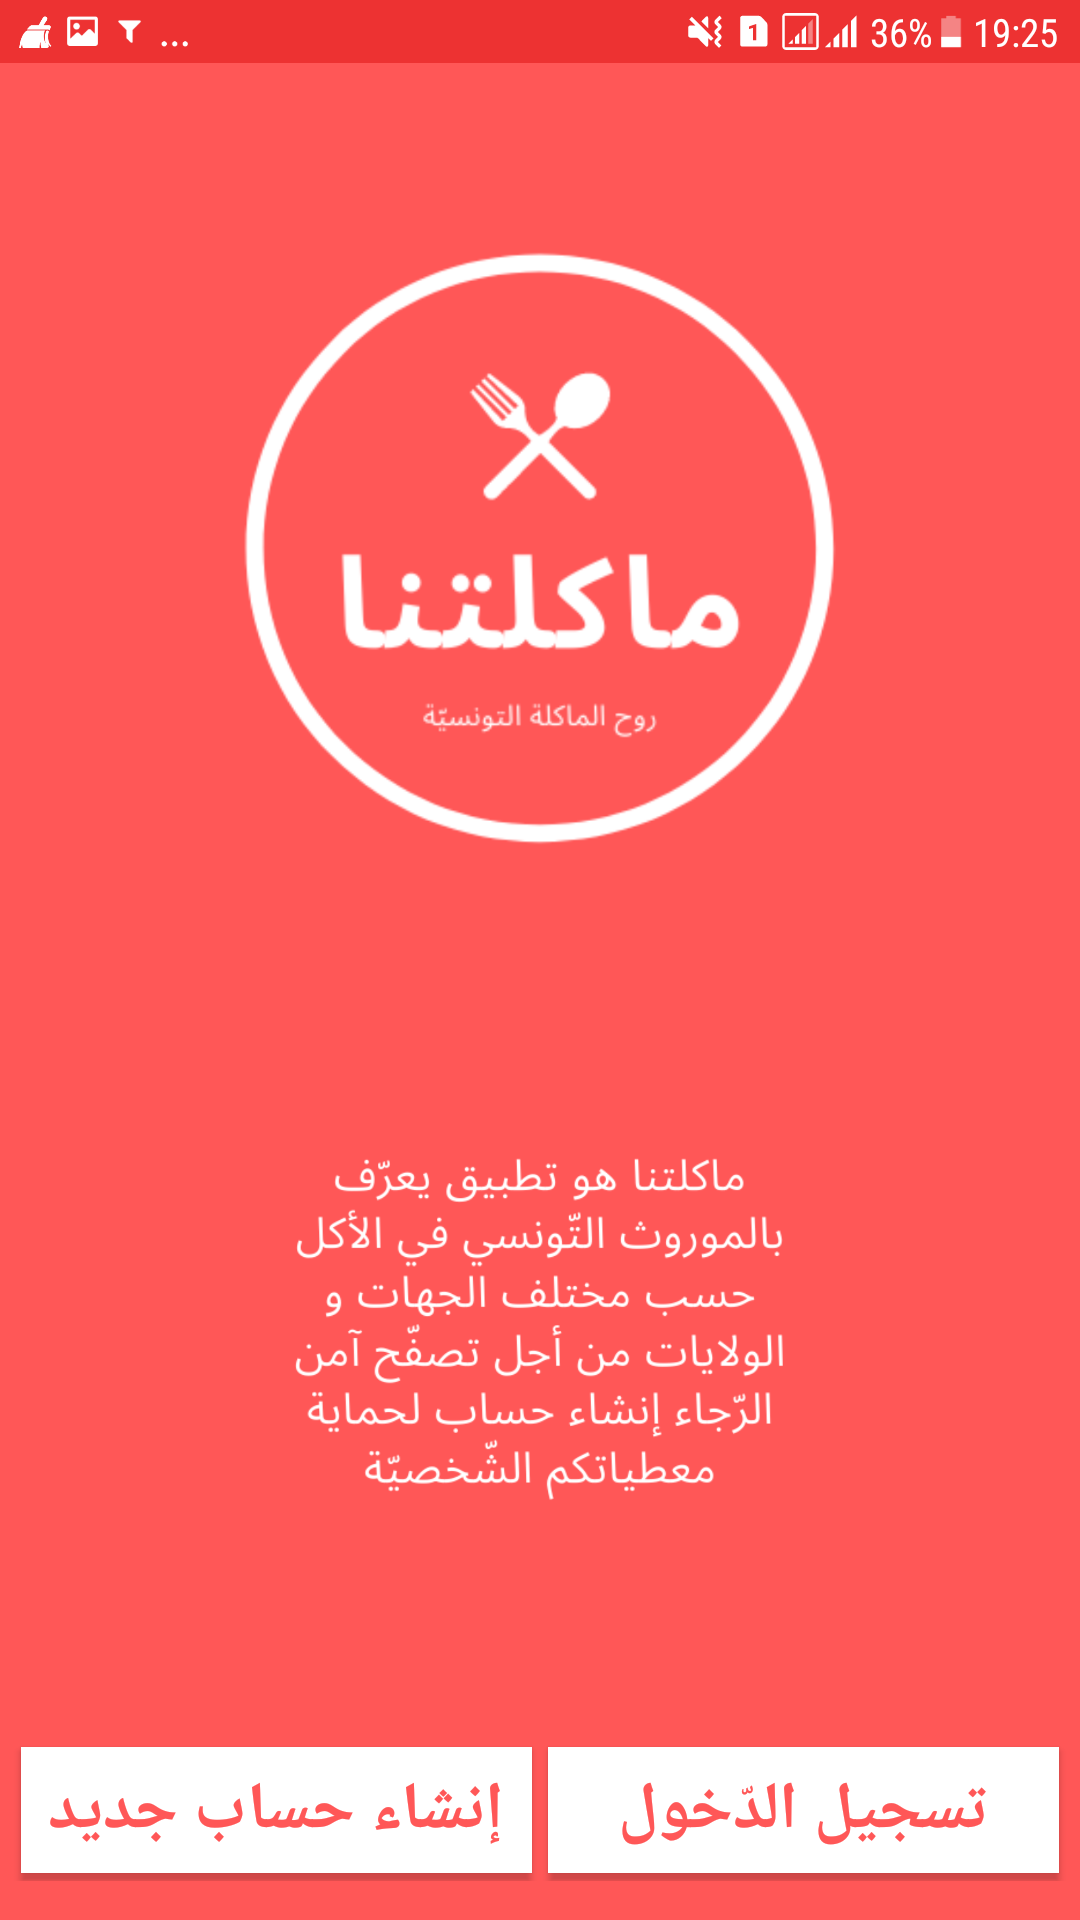 ... 1 36% 19:25
ماكلتنا
روح الماكلة التونسيّة
ماكلتنا هو تطبيق يعرّف
بالموروث التّونسي في الأكل
حسب مختلف الجهات و
الولايات من أجل تصفّح آمن
الرّجاء إنشاء حساب لحماية
معطياتكم الشّخصيّة
تسجيل الدّخول
إنشاء حساب جديد